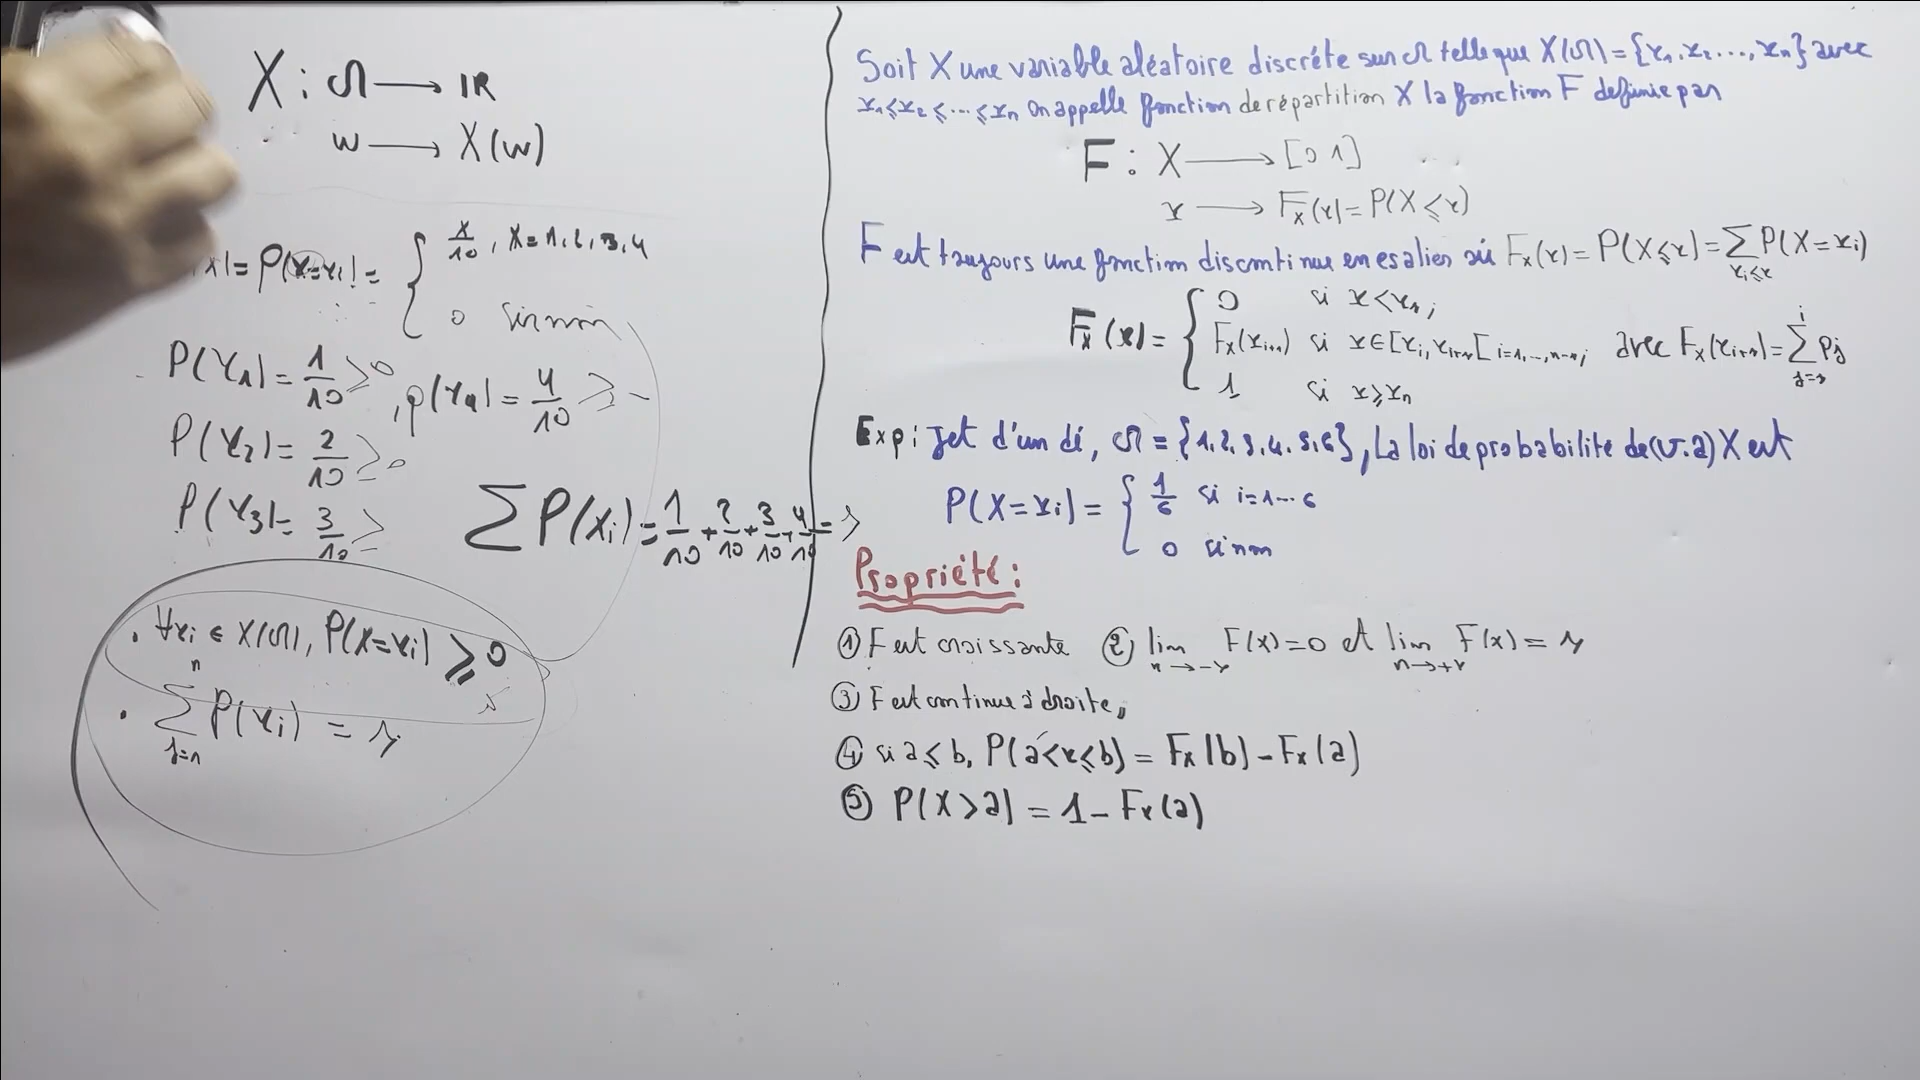 X : Ω ⟶ IR
w ⟶ X(w)
x) = P(X=xi) = { x/10 , x=1,2,3,4
0 sinon
P(x1) = 1/10 ≥ 0 , p(x4) = 4/10 ≥
P(x2) = 2/10 ≥ 0
P(x3) = 3/10 ≥
∑ P(xi) = 1/10 + 2/10 + 3/10 + 4/10 = 1
. ∀xi ∈ X(Ω), P(X=xi) ≥ 0
. ∑ P(xi) = 1
Soit X une variable aléatoire discréte sur Ω telle que X(Ω) = {x1, x2 ..., xn} avec
x1 ≤ x2 ≤ ... ≤ xn On appelle fonction de répartition X la fonction F definie par
F : X ⟶ [0 1]
x ⟶ Fx(x) = P(X ≤ x)
F est toujours une fonction discontinue en escalier où Fx(x) = P(X ≤ x) = ∑ xi≤x P(X = xi)
Fx(x) = { 0 si x < x1 ;
Fx(xi+1) si x ∈ [xi, xi+1[ i=1,..,n-1 ; avec Fx(xi+1) = ∑ Pj
1 si x ≥ xn
Exp : Jet d'un dé, Ω = {1.2.3.4.5.6}, La loi de probabilité de (v.a) X est
P(X = xi) = { 1/6 si i=1...6
0 sinon
Propriété :
① F est croissante ② lim F(x) = 0 et lim F(x) = 1
③ F est continue à droite,
④ si a ≤ b, P(a < x ≤ b) = Fx(b) - Fx(a)
⑤ P(X > a) = 1 - Fx(a)